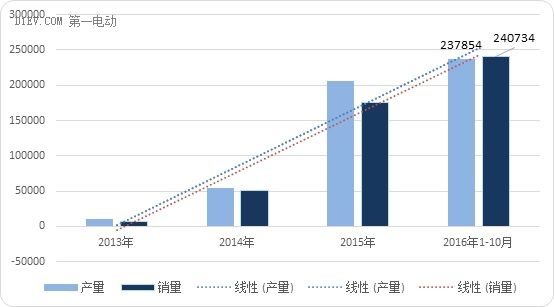 300000
D1EV.COM 第一电动
250000
200000
150000
100000
50000
0
-50000
237854
240734
2013年
2014年
2015年
2016年1-10月
产量
销量
线性 (产量)
线性 (产量)
线性 (销量)